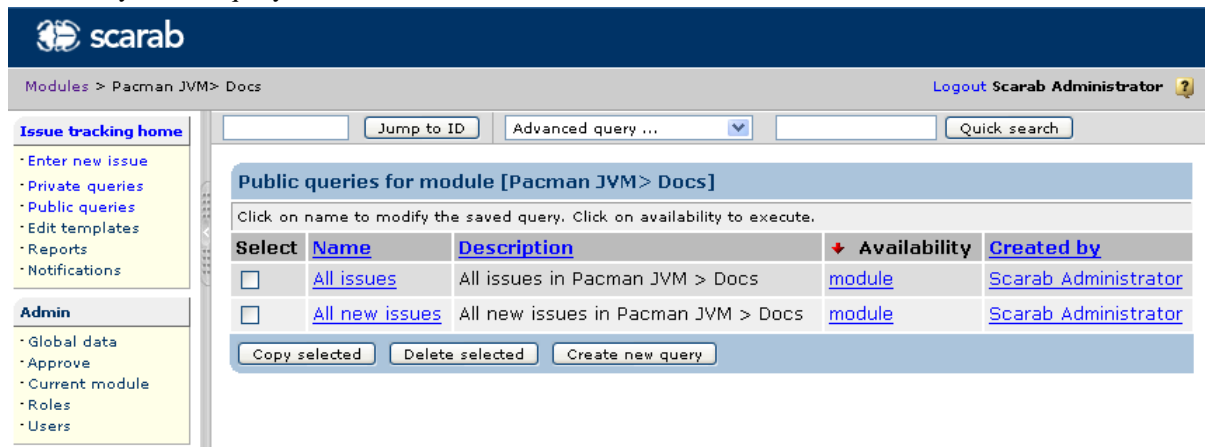 scarab
Modules > Pacman JVM> Docs
Logout Scarab Administrator ?
Issue tracking home
Jump to ID
Advanced query ...
Quick search
· Enter new issue
· Private queries
· Public queries
· Edit templates
· Reports
· Notifications
Public queries for module [Pacman JVM> Docs]
Click on name to modify the saved query. Click on availability to execute.
Select Name Description Availability Created by
All issues All issues in Pacman JVM > Docs module Scarab Administrator
All new issues All new issues in Pacman JVM > Docs module Scarab Administrator
Copy selected Delete selected Create new query
Admin
· Global data
· Approve
· Current module
· Roles
· Users